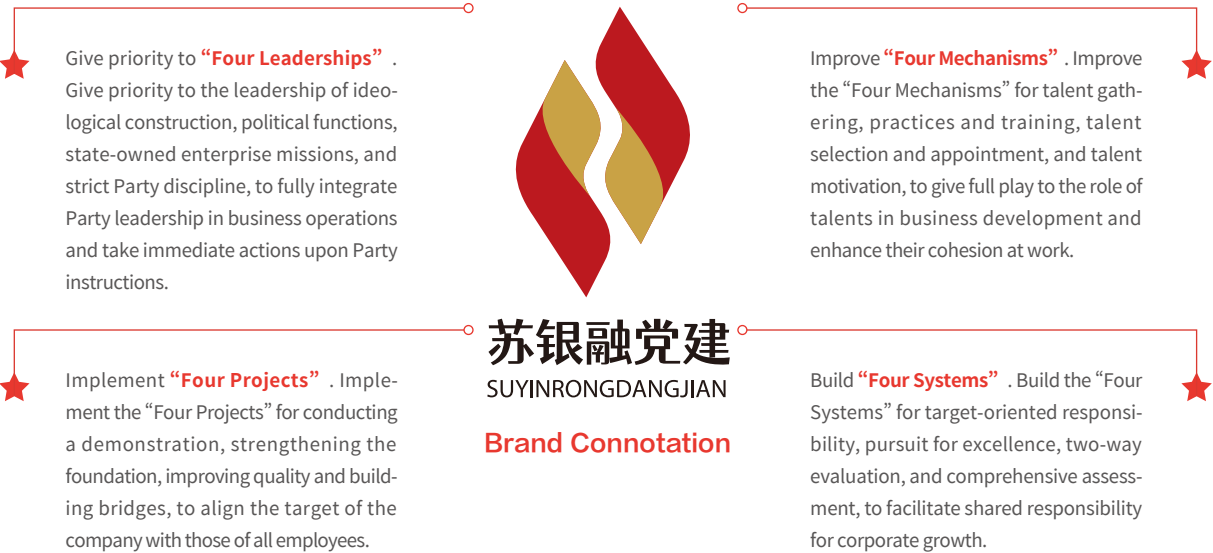 Give priority to “Four Leaderships” .
Give priority to the leadership of ideo-
logical construction, political functions,
state-owned enterprise missions, and
strict Party discipline, to fully integrate
Party leadership in business operations
and take immediate actions upon Party
instructions.
Improve “Four Mechanisms” . Improve
the “Four Mechanisms” for talent gath-
ering, practices and training, talent
selection and appointment, and talent
motivation, to give full play to the role of
talents in business development and
enhance their cohesion at work.
苏银融党建
SUYINRONGDANGJIAN
Brand Connotation
Implement “Four Projects” . Imple-
ment the “Four Projects” for conducting
a demonstration, strengthening the
foundation, improving quality and build-
ing bridges, to align the target of the
company with those of all employees.
Build “Four Systems” . Build the “Four
Systems” for target-oriented responsi-
bility, pursuit for excellence, two-way
evaluation, and comprehensive assess-
ment, to facilitate shared responsibility
for corporate growth.